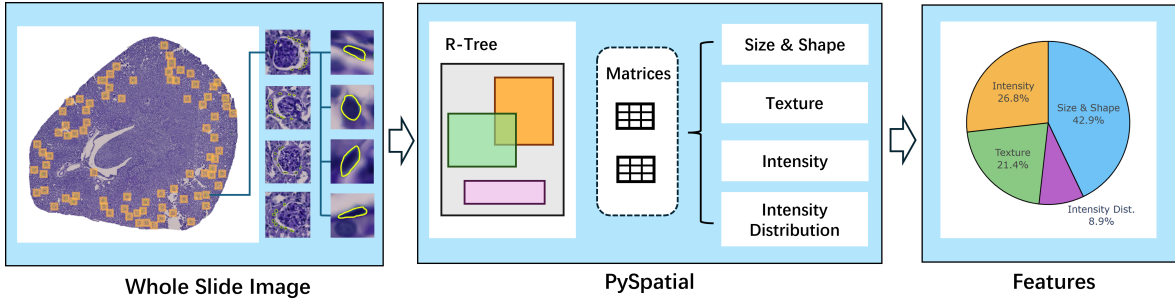 R-Tree
Matrices
Size & Shape
Texture
Intensity
Intensity
Distribution
Intensity
26.8%
Size & Shape
42.9%
Texture
21.4%
Intensity Dist.
8.9%
Whole Slide Image
PySpatial
Features